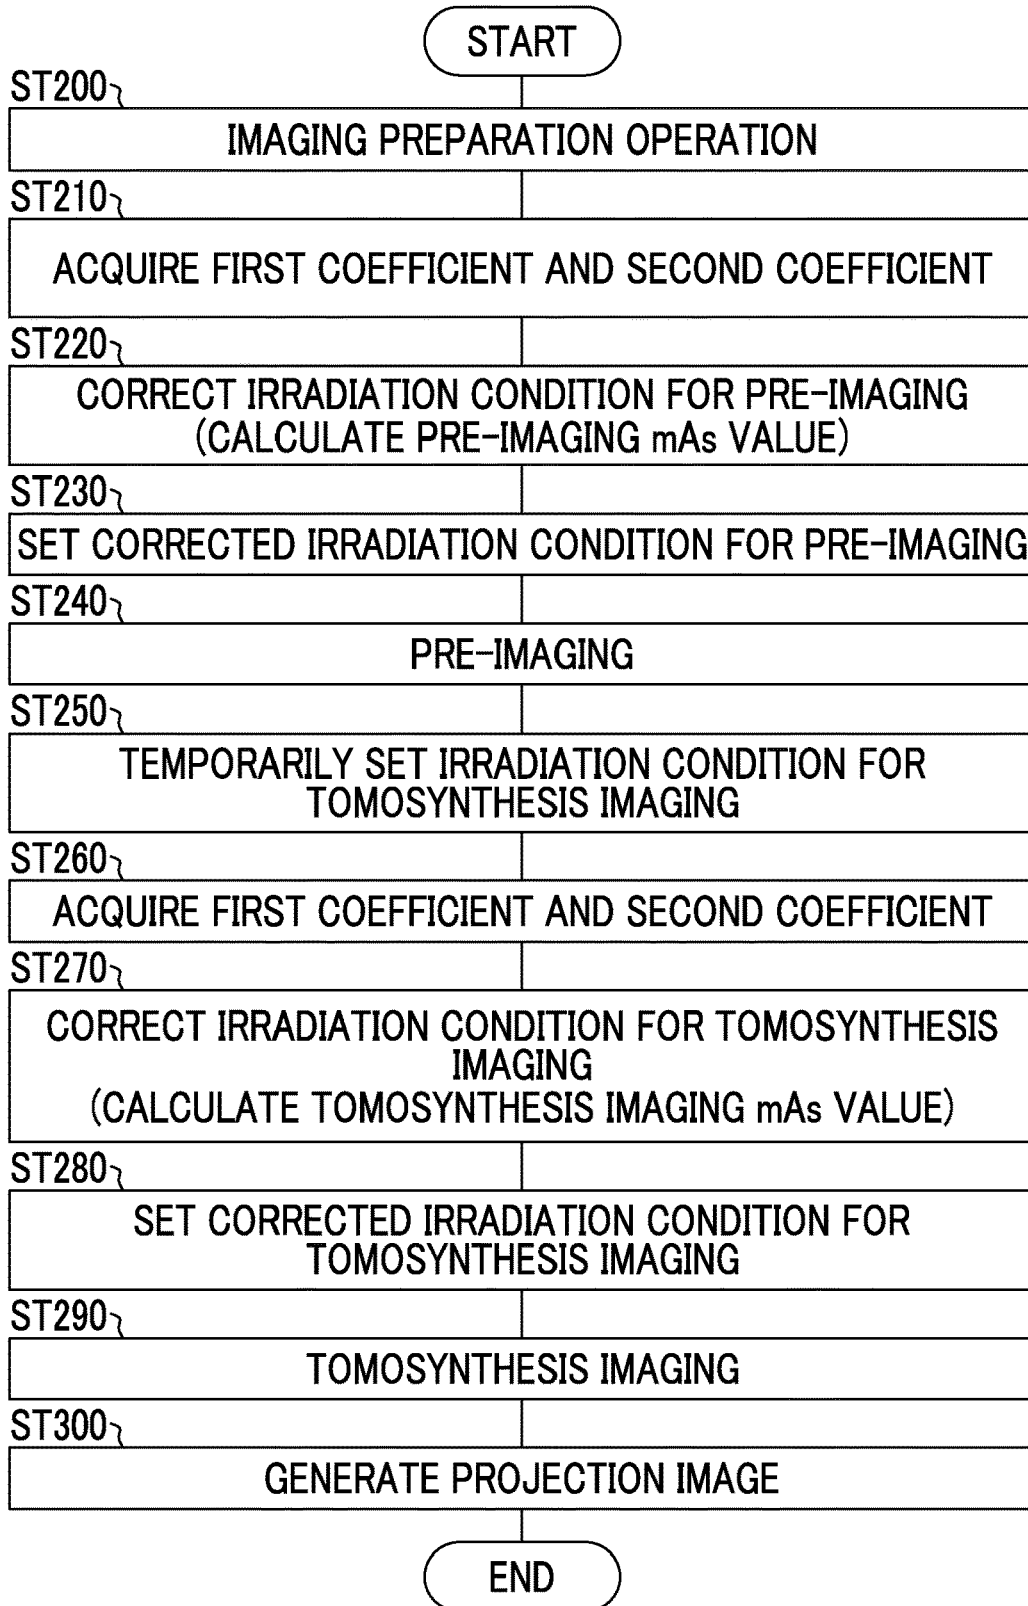 START
ST200
IMAGING PREPARATION OPERATION
ST210
ACQUIRE FIRST COEFFICIENT AND SECOND COEFFICIENT
ST220
CORRECT IRRADIATION CONDITION FOR PRE-IMAGING
(CALCULATE PRE-IMAGING mAs VALUE)
ST230
SET CORRECTED IRRADIATION CONDITION FOR PRE-IMAGING
ST240
PRE-IMAGING
ST250
TEMPORARILY SET IRRADIATION CONDITION FOR
TOMOSYNTHESIS IMAGING
ST260
ACQUIRE FIRST COEFFICIENT AND SECOND COEFFICIENT
ST270
CORRECT IRRADIATION CONDITION FOR TOMOSYNTHESIS
IMAGING
(CALCULATE TOMOSYNTHESIS IMAGING mAs VALUE)
ST280
SET CORRECTED IRRADIATION CONDITION FOR
TOMOSYNTHESIS IMAGING
ST290
TOMOSYNTHESIS IMAGING
ST300
GENERATE PROJECTION IMAGE
END